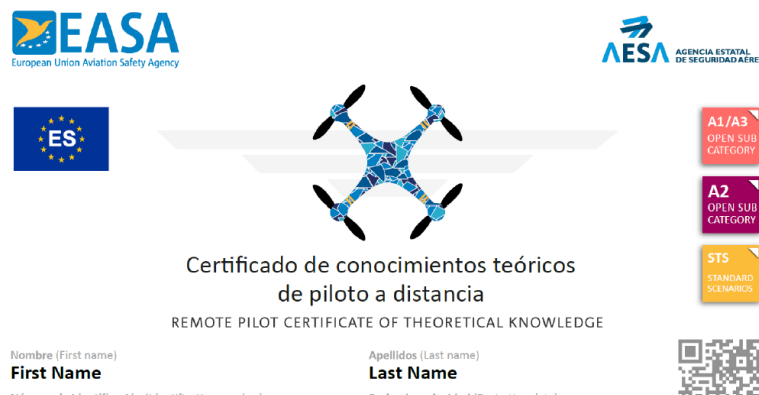 EASA
European Union Aviation Safety Agency
AESA AGENCIA ESTATAL
DE SEGURIDAD AÉRE
ES
A1/A3
OPEN SUB
CATEGORY
A2
OPEN SUB
CATEGORY
STS
STANDARD
SCENARIOS
Certificado de conocimientos teóricos
de piloto a distancia
REMOTE PILOT CERTIFICATE OF THEORETICAL KNOWLEDGE
Nombre (First name)
Apellidos (Last name)
First Name
Last Name